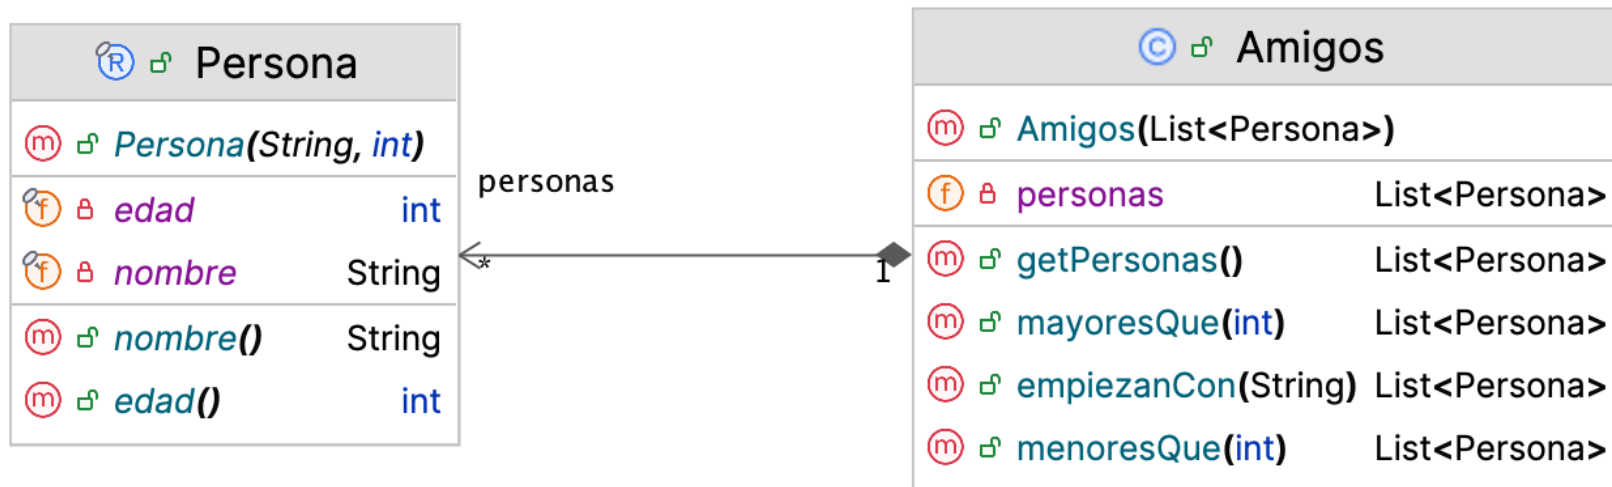 Persona
Persona(String, int)
edad int
nombre String
nombre() String
edad() int
personas
*
1
Amigos
Amigos(List<Persona>)
personas List<Persona>
getPersonas() List<Persona>
mayoresQue(int) List<Persona>
empiezanCon(String) List<Persona>
menoresQue(int) List<Persona>